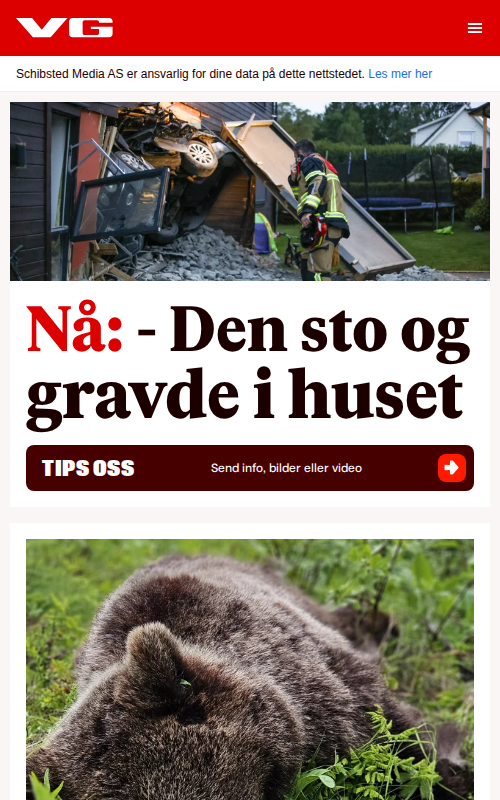 VG
Schibsted Media AS er ansvarlig for dine data på dette nettstedet. Les mer her
Nå: - Den sto og
gravde i huset
TIPS OSS
Send info, bilder eller video